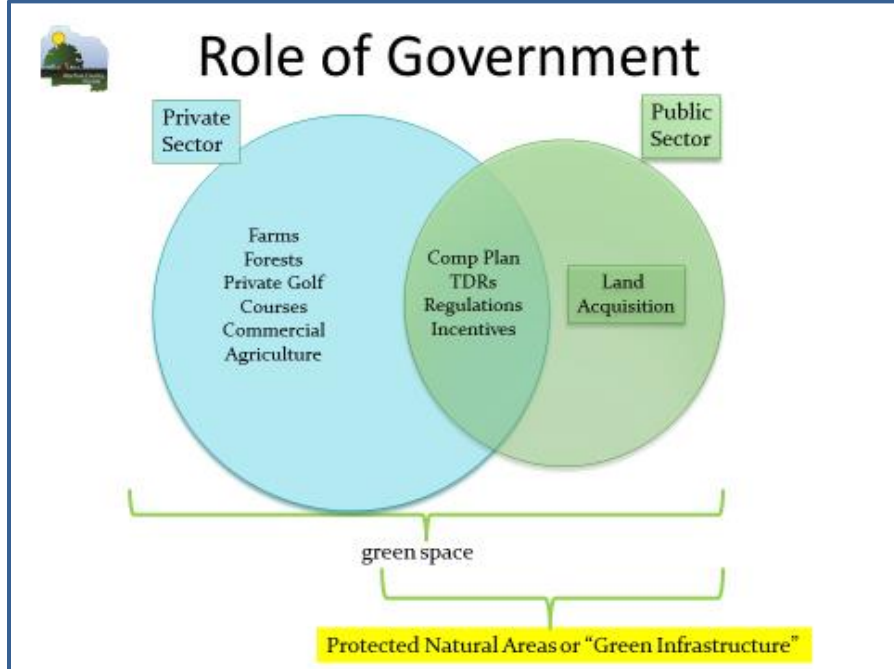 Role of Government
Private
Sector
Public
Sector
Farms
Forests
Private Golf
Courses
Commercial
Agriculture
Comp Plan
TDRs
Regulations
Incentives
Land
Acquisition
green space
Protected Natural Areas or “Green Infrastructure”